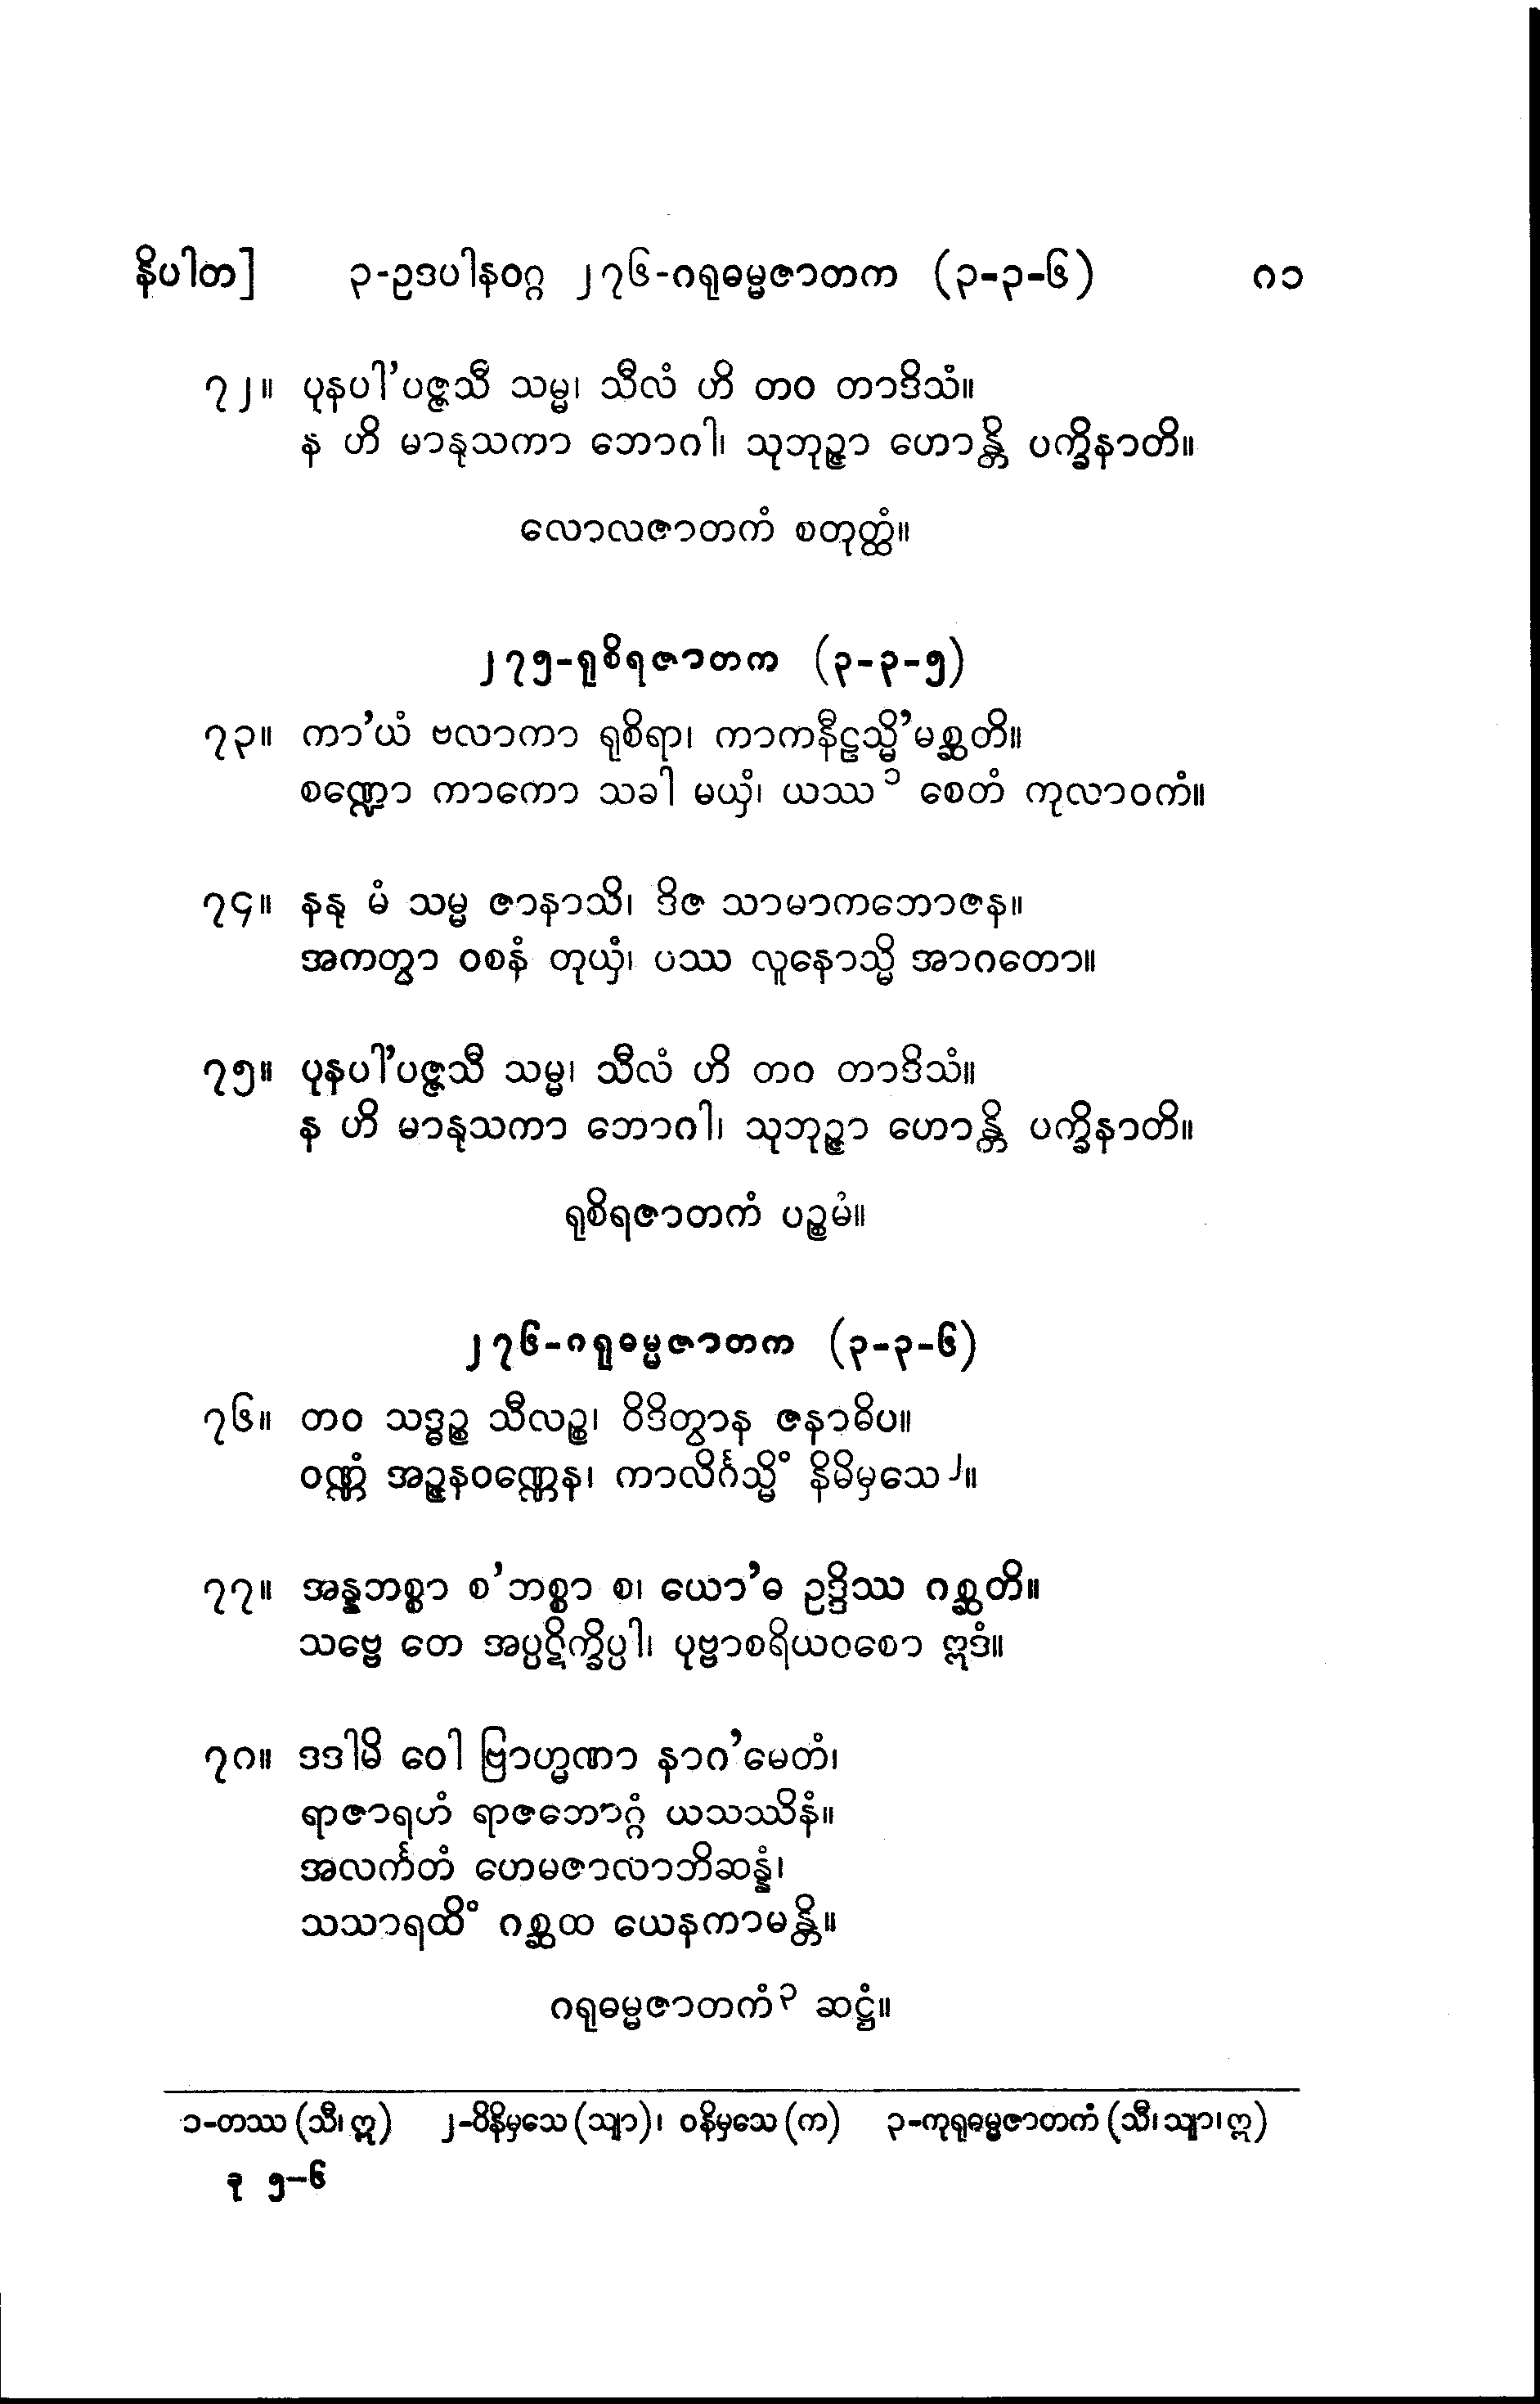 နိပါတ]   ၃-ဥဒပါနဝဂ္ဂ ၂၇၆-ဂရုဓမ္မဇာတက (၃-၃-၆)   ၈၁
၇၂။ ပုနပါ'ပဇ္ဇသီ သမ္မ၊ သီလံ ဟိ တဝ တာဒိသံ။
န ဟိ မာနုသကာ ဘောဂါ၊ သုဘုဉ္ဇာ ဟောန္တိ ပက္ခိနာတိ။
လောလဇာတကံ စတုတ္ထံ။
၂၇၅-ရုစိရဇာတက (၃-၃-၅)
၇၃။ ကာ'ယံ ဗလာကာ ရုစိရာ၊ ကာကနီဠသ္မိ'မစ္ဆတိ။
စဏ္ဍော ကာကော သခါ မယှံ၊ ယဿ ၁ စေတံ ကုလာဝကံ။
၇၄။ နနု မံ သမ္မ ဇာနာသိ၊ ဒိဇ သာမာကဘောဇန။
အကတွာ ဝစနံ တုယှံ၊ ပဿ လူနောသ္မိ အာဂတော။
၇၅။ ပုနပါ'ပဇ္ဇသီ သမ္မ၊ သီလံ ဟိ တဝ တာဒိသံ။
န ဟိ မာနုသကာ ဘောဂါ၊ သုဘုဉ္ဇာ ဟောန္တိ ပက္ခိနာတိ။
ရုစိရဇာတကံ ပဉ္စမံ။
၂၇၆-ဂရုဓမ္မဇာတက (၃-၃-၆)
၇၆။ တဝ သဒ္ဓဉ္စ သီလဉ္စ၊ ဝိဒိတွာန ဇနာဓိပ။
ဝဏ္ဏံ အဉ္ဇနဝဏ္ဏေန၊ ကာလိင်္ဂသ္မိံ နိမိမှသေ ၂။
၇၇။ အန္နဘစ္စာ စ'ဘစ္စာ စ၊ ယော'ဓ ဥဒ္ဒိဿ ဂစ္ဆတိ။
သဗ္ဗေ တေ အပ္ပဋိက္ခိပ္ပါ၊ ပုဗ္ဗာစရိယဝစော ဣဒံ။
၇၈။ ဒဒါမိ ဝေါ ဗြာဟ္မဏာ နာဂ'မေတံ၊
ရာဇာရဟံ ရာဇဘောဂ္ဂံ ယသဿိနံ။
အလင်္ကတံ ဟေမဇာလာဘိဆန္နံ၊
သသာရထိံ ဂစ္ဆထ ယေနကာမန္တိ။
ဂရုဓမ္မဇာတကံ ၃ ဆဋ္ဌံ။
၁-တဿ (သီ၊ ဣ)   ၂-ဝိနိမှသေ (သျာ)၊ ဝနိမှသေ (က)   ၃-ကုရုဓမ္မဇာတကံ (သီ၊ သျာ၊ ဣ)
ခု ၅-၆